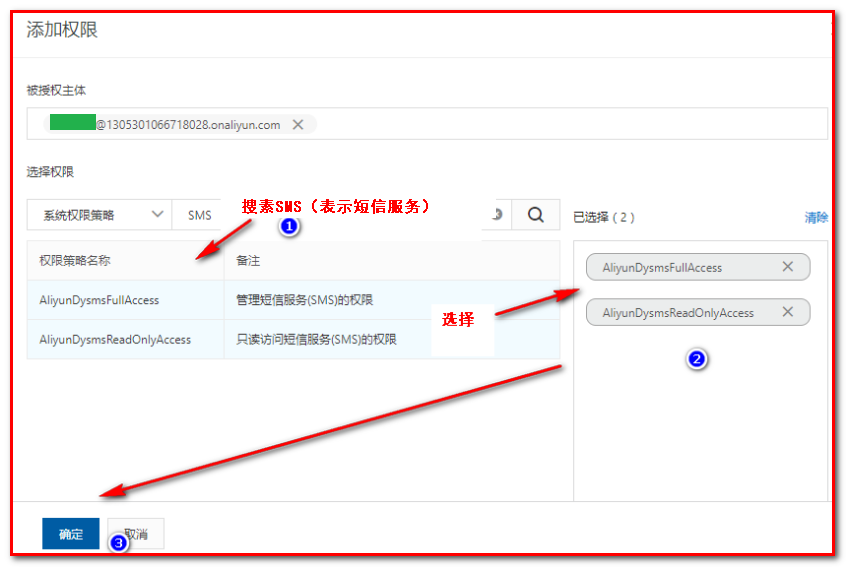 添加权限
被授权主体
@1305301066718028.onaliyun.com
选择权限
系统权限策略
SMS
搜素SMS（表示短信服务）
1
已选择（2）
清除
权限策略名称
备注
AliyunDysmsFullAccess
管理短信服务(SMS)的权限
AliyunDysmsReadOnlyAccess
只读访问短信服务(SMS)的权限
选择
AliyunDysmsFullAccess
AliyunDysmsReadOnlyAccess
2
确定
取消
3